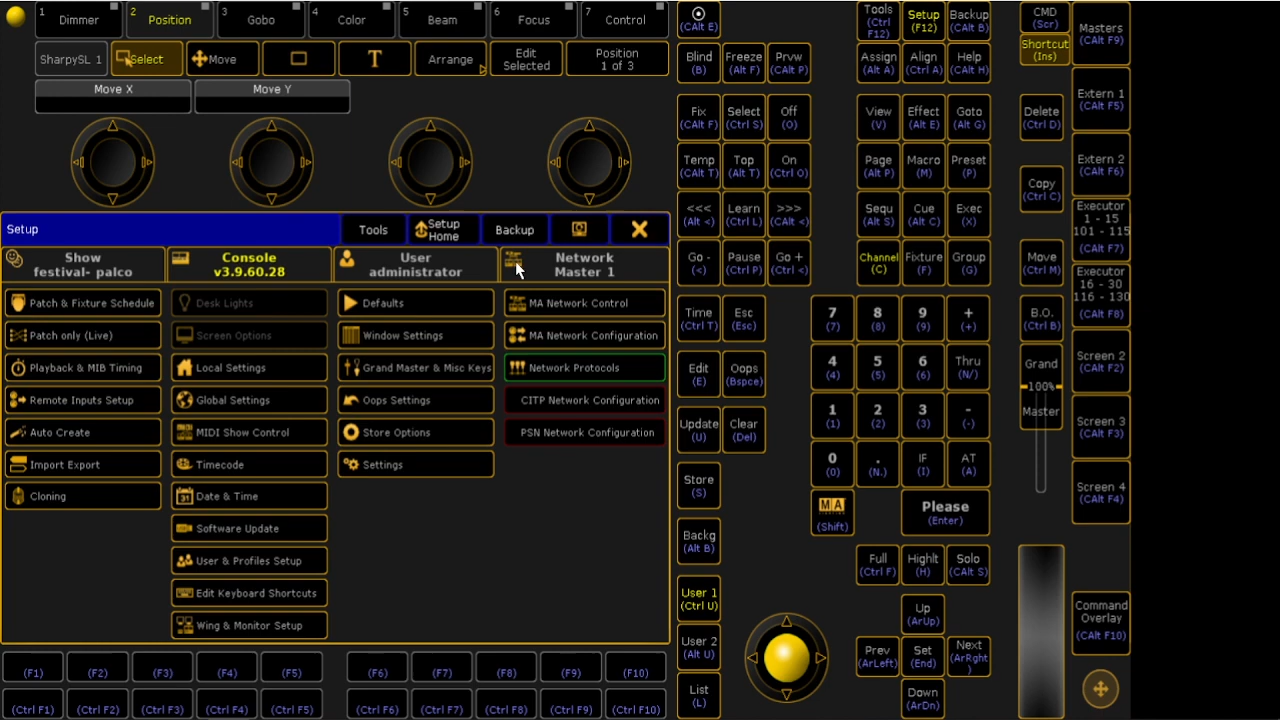 1 Dimmer
2 Position
3 Gobo
4 Color
5 Beam
6 Focus
7 Control
SharpySL 1
Select
Move
T
Arrange
Edit
Selected
Position
1 of 3
Move X
Move Y
Setup
Tools
Setup
Home
Backup
Show
festival- palco
Console
v3.9.60.28
User
administrator
Network
Master 1
Patch & Fixture Schedule
Patch only (Live)
Playback & MIB Timing
Remote Inputs Setup
Auto Create
Import Export
Cloning
Desk Lights
Screen Options
Local Settings
Global Settings
MIDI Show Control
Timecode
Date & Time
Software Update
User & Profiles Setup
Edit Keyboard Shortcuts
Wing & Monitor Setup
Defaults
Window Settings
Grand Master & Misc Keys
Oops Settings
Store Options
Settings
MA Network Control
MA Network Configuration
Network Protocols
CITP Network Configuration
PSN Network Configuration
(F1)
(F2)
(F3)
(F4)
(F5)
(F6)
(F7)
(F8)
(F9)
(F10)
(Ctrl F1)
(Ctrl F2)
(Ctrl F3)
(Ctrl F4)
(Ctrl F5)
(Ctrl F6)
(Ctrl F7)
(Ctrl F8)
(Ctrl F9)
(Ctrl F10)
(CAlt E)
Blind
(B)
Freeze
(Alt F)
Prvw
(CAlt P)
Fix
(CAlt F)
Select
(Ctrl S)
Off
(O)
Temp
(CAlt T)
Top
(Alt T)
On
(Ctrl O)
<<<
(Alt <)
Learn
(Ctrl L)
>>>
(CAlt <)
Go -
(<)
Pause
(Ctrl P)
Go +
(Ctrl <)
Time
(Ctrl T)
Esc
(Esc)
Edit
(E)
Oops
(Bspce)
Update
(U)
Clear
(Del)
Store
(S)
Backg
(Alt B)
User 1
(Ctrl U)
User 2
(Alt U)
List
(L)
Tools
(Ctrl
F12)
Setup
(F12)
Backup
(CAlt B)
Assign
(Alt A)
Align
(Ctrl A)
Help
(CAlt H)
View
(V)
Effect
(Alt E)
Goto
(Alt G)
Page
(Alt P)
Macro
(M)
Preset
(P)
Sequ
(Alt S)
Cue
(Alt C)
Exec
(X)
Channel
(C)
Fixture
(F)
Group
(G)
7
(7)
8
(8)
9
(9)
+
(+)
4
(4)
5
(5)
6
(6)
Thru
(N/)
1
(1)
2
(2)
3
(3)
-
(-)
0
(0)
.
(N.)
IF
(I)
AT
(A)
MA
(Shift)
Please
(Enter)
Full
(Ctrl F)
Highlt
(H)
Solo
(CAlt S)
Up
(ArUp)
Prev
(ArLeft)
Set
(End)
Next
(ArRght
)
Down
(ArDn)
CMD
(Scr)
Shortcut
(Ins)
Delete
(Ctrl D)
Copy
(Ctrl C)
Move
(Ctrl M)
B.O.
(Ctrl B)
Grand
100%
Master
Masters
(CAlt F9)
Extern 1
(CAlt F5)
Extern 2
(CAlt F6)
Executor
1 - 15
101 - 115
(CAlt F7)
Executor
16 - 30
116 - 130
(CAlt F8)
Screen 2
(CAlt F2)
Screen 3
(CAlt F3)
Screen 4
(CAlt F4)
Command
Overlay
(CAlt F10)